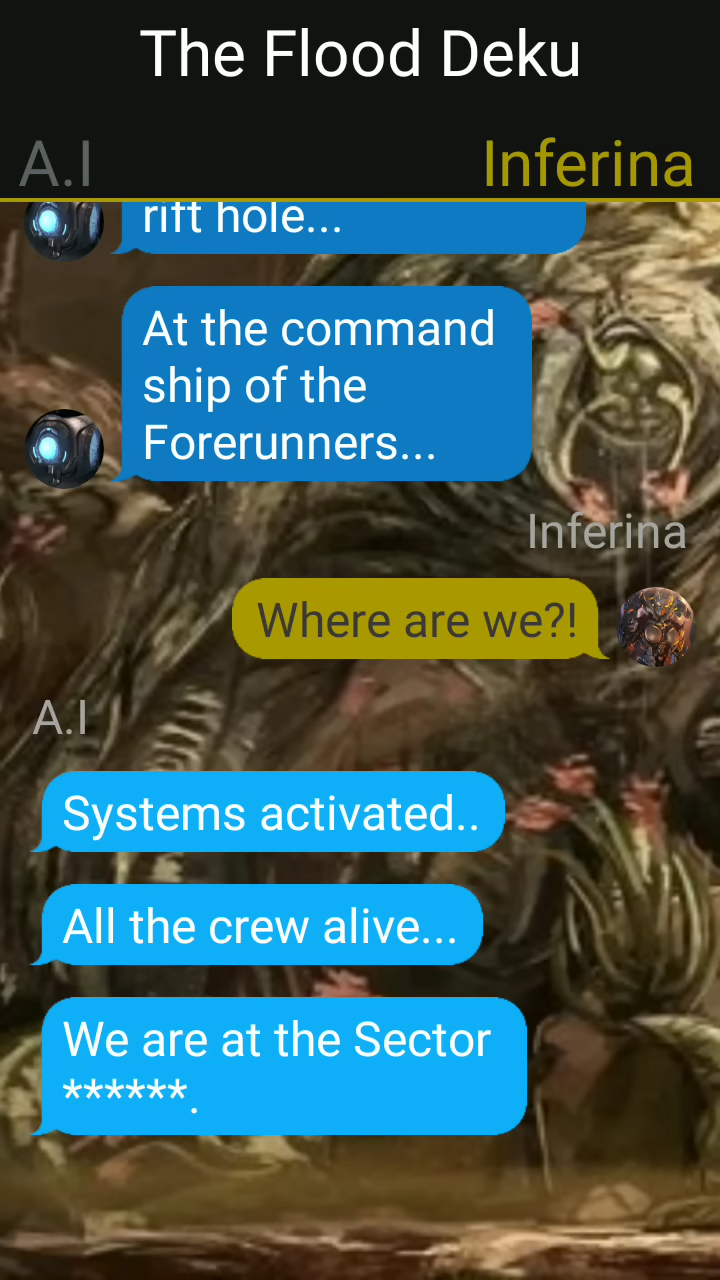 The Flood Deku
A.I
Inferina
rift hole...
At the command
ship of the
Forerunners...
Inferina
Where are we?!
A.I
Systems activated..
All the crew alive...
We are at the Sector
******.